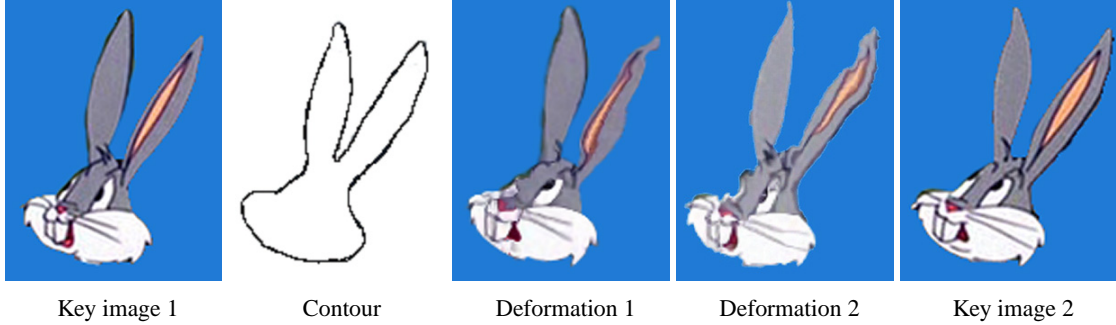 Key image 1
Contour
Deformation 1
Deformation 2
Key image 2